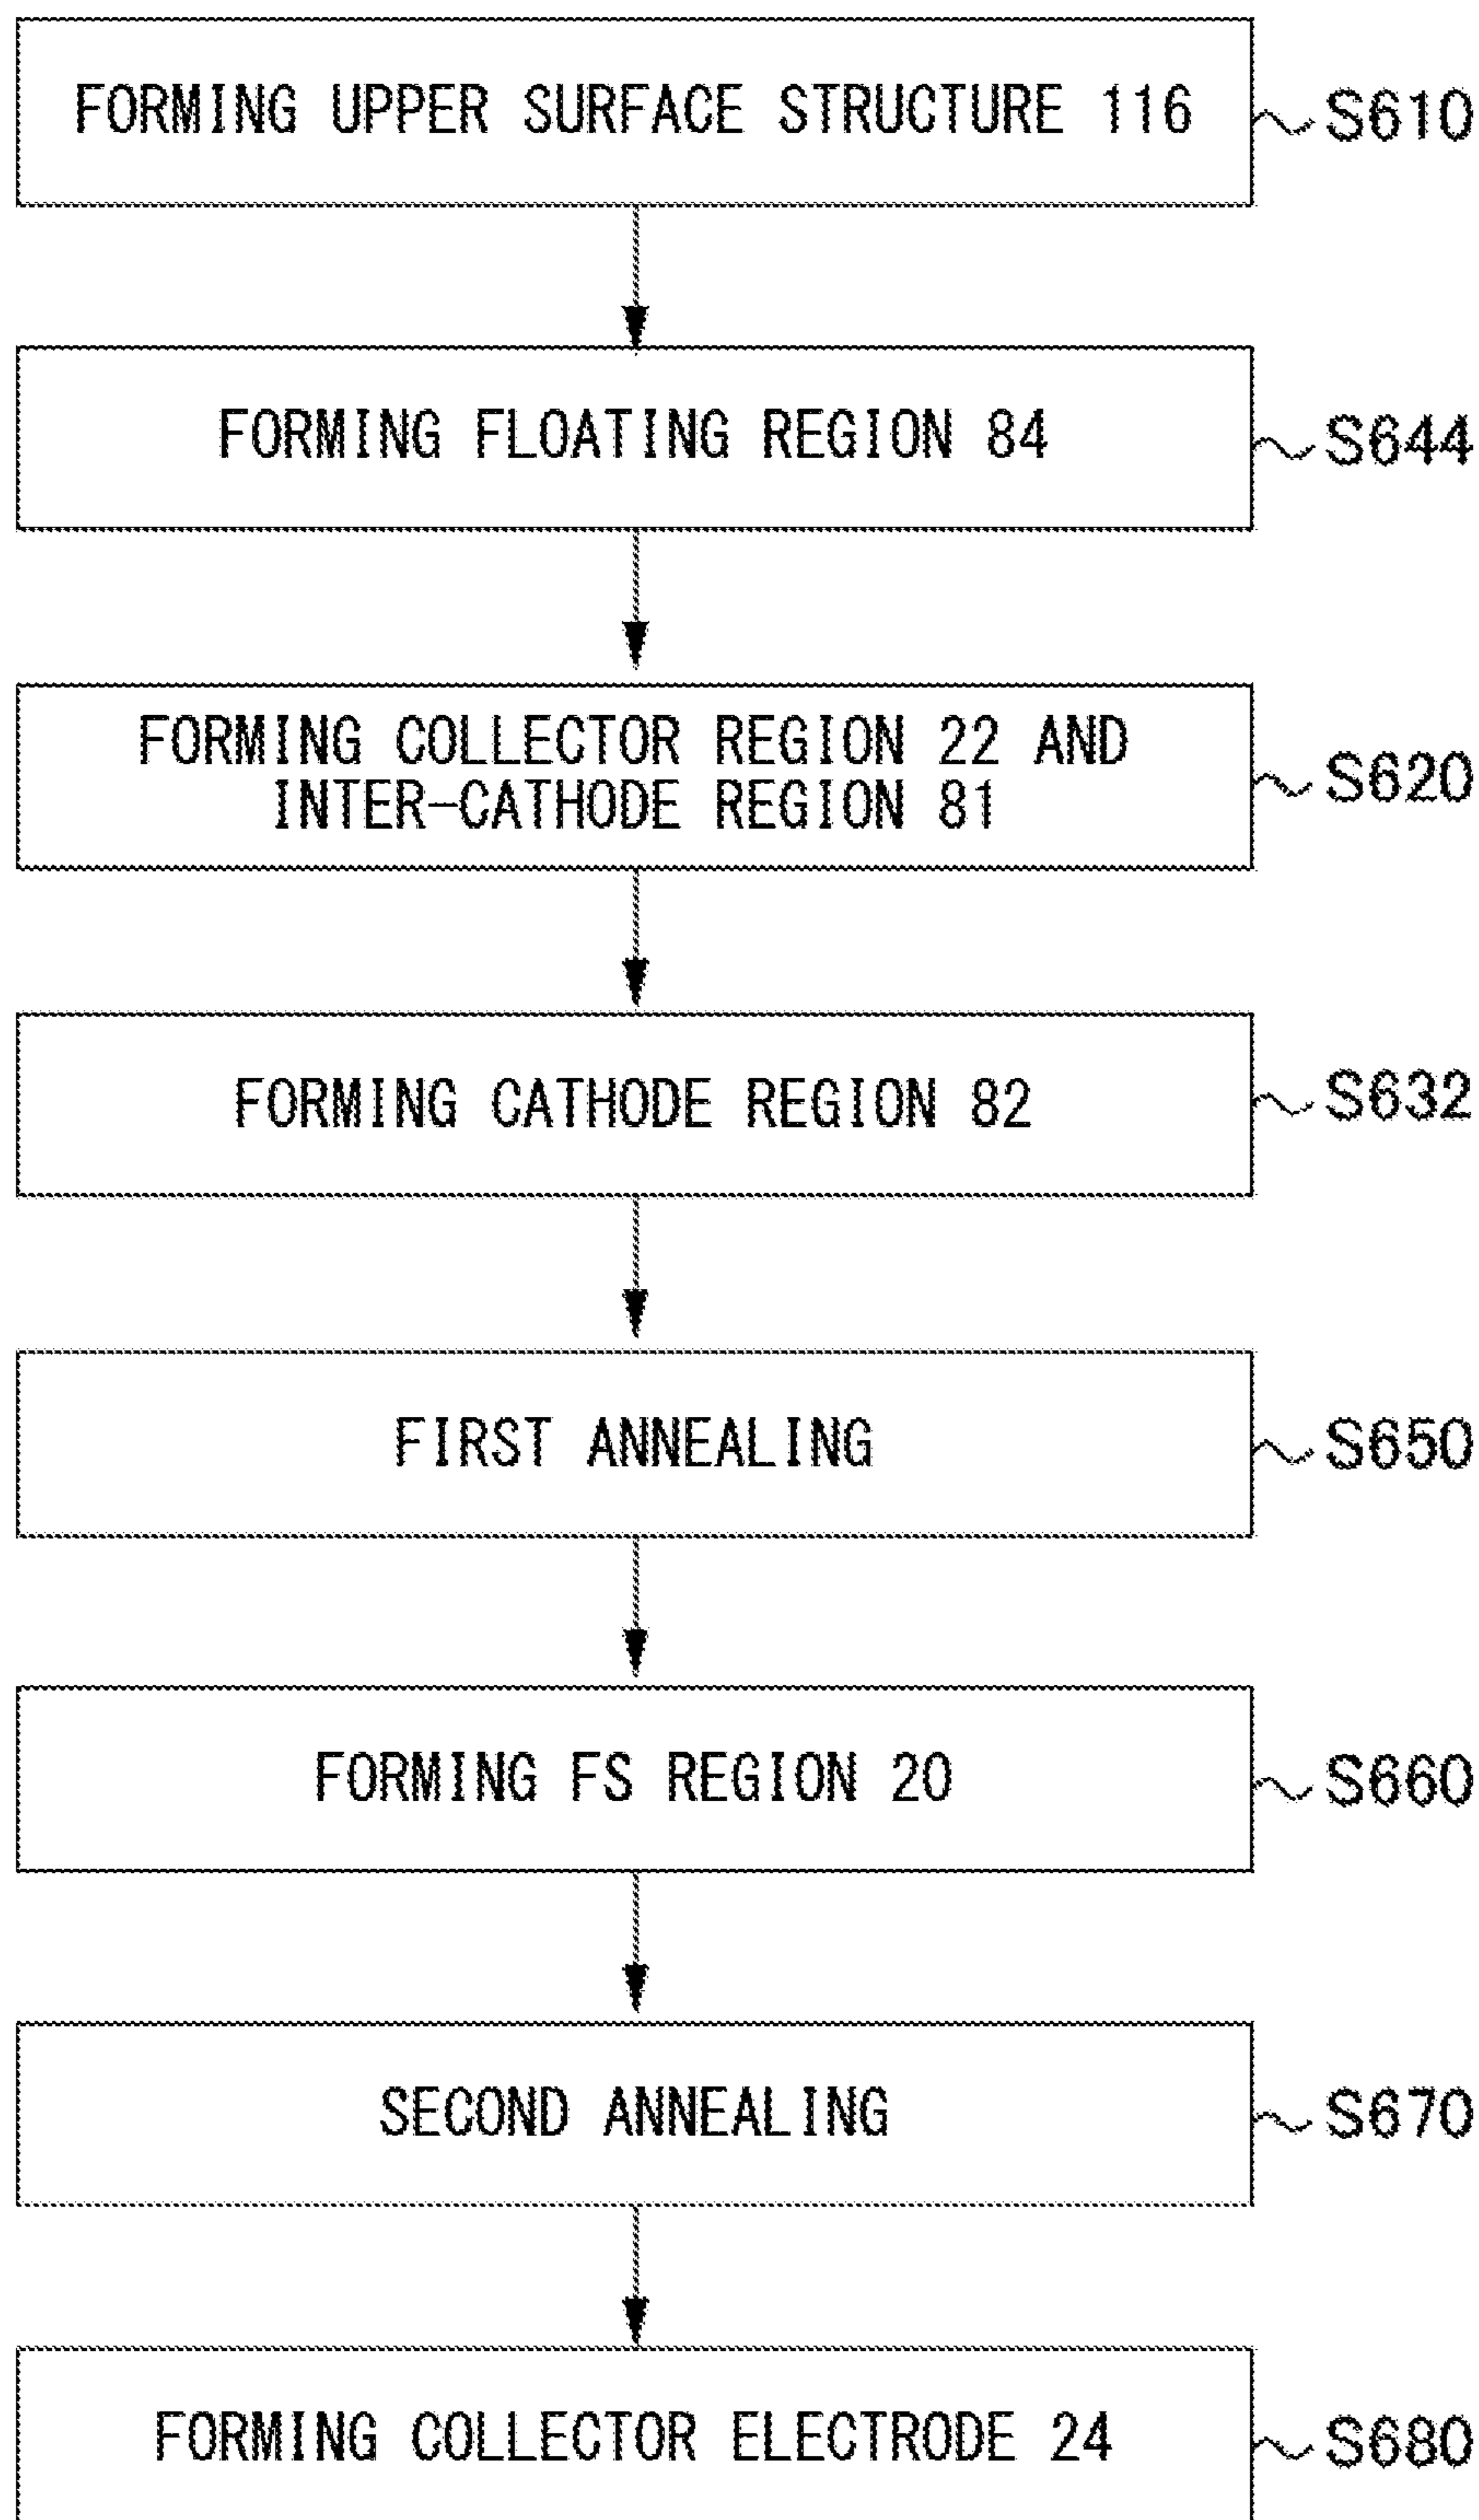 FORMING UPPER SURFACE STRUCTURE 116
S610
FORMING FLOATING REGION 84
S644
FORMING COLLECTOR REGION 22 AND
INTER-CATHODE REGION 81
S620
FORMING CATHODE REGION 82
S632
FIRST ANNEALING
S650
FORMING FS REGION 20
S660
SECOND ANNEALING
S670
FORMING COLLECTOR ELECTRODE 24
S680